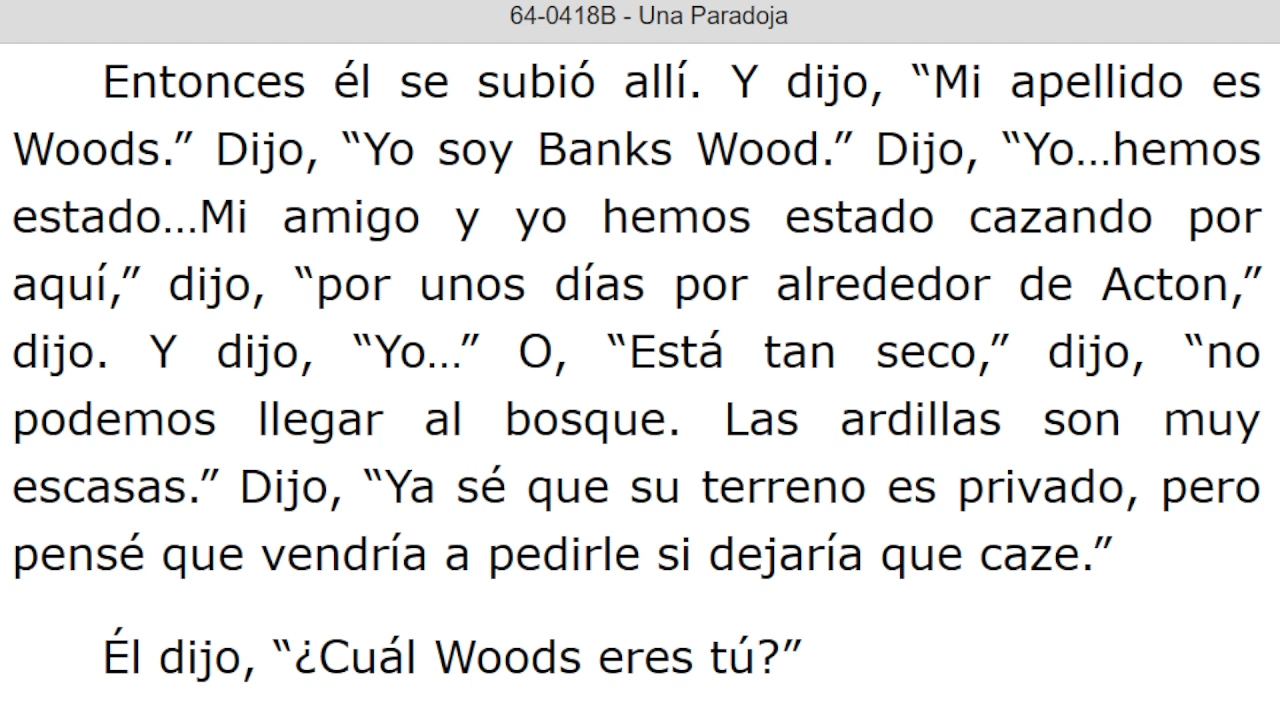 64-0418B - Una Paradoja
Entonces él se subió allí. Y dijo, “Mi apellido es
Woods.” Dijo, “Yo soy Banks Wood.” Dijo, “Yo...hemos
estado...Mi amigo y yo hemos estado cazando por
aquí,” dijo, “por unos días por alrededor de Acton,”
dijo. Y dijo, “Yo...” O, “Está tan seco,” dijo, “no
podemos llegar al bosque. Las ardillas son muy
escasas.” Dijo, “Ya sé que su terreno es privado, pero
pensé que vendría a pedirle si dejaría que caze.”
Él dijo, “¿Cuál Woods eres tú?”